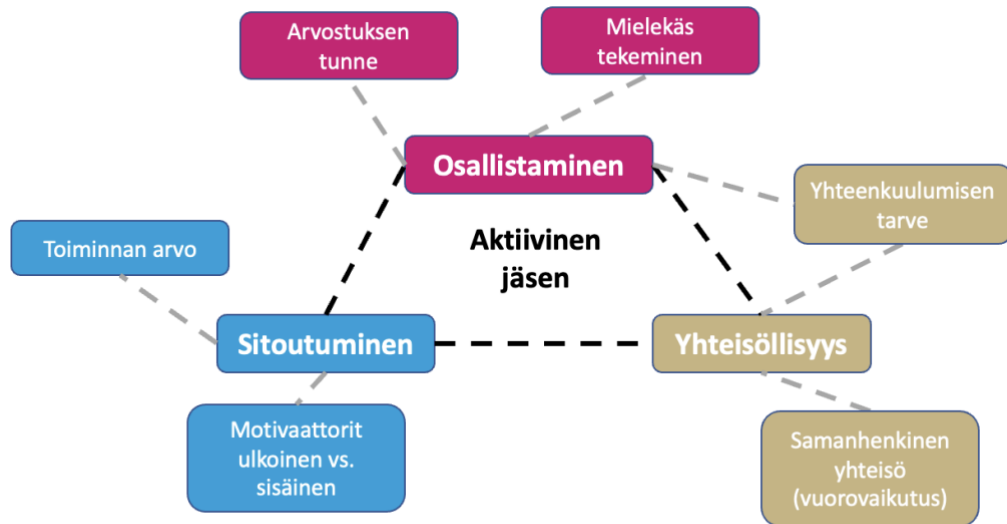 Arvostuksen
tunne
Mielekäs
tekeminen
Osallistaminen
Yhteenkuulumisen
tarve
Aktiivinen
jäsen
Toiminnan arvo
Sitoutuminen
Yhteisöllisyys
Motivaattorit
ulkoinen vs.
sisäinen
Samanhenkinen
yhteisö
(vuorovaikutus)